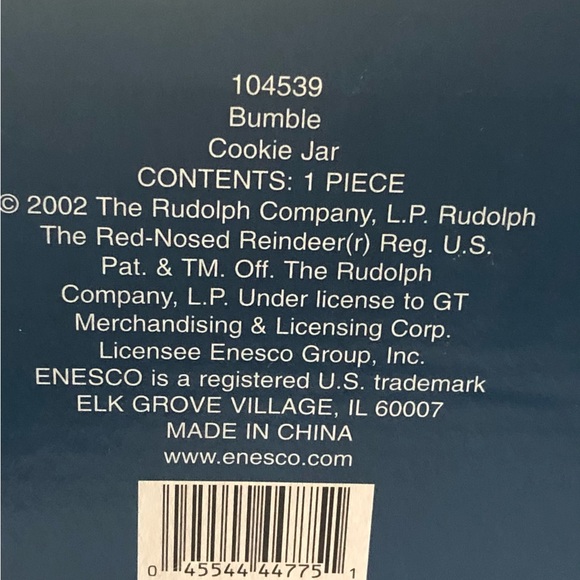 104539
Bumble
Cookie Jar
CONTENTS: 1 PIECE
© 2002 The Rudolph Company, L.P. Rudolph
The Red-Nosed Reindeer(r) Reg. U.S.
Pat. & TM. Off. The Rudolph
Company, L.P. Under license to GT
Merchandising & Licensing Corp.
Licensee Enesco Group, Inc.
ENESCO is a registered U.S. trademark
ELK GROVE VILLAGE, IL 60007
MADE IN CHINA
www.enesco.com
0 45544 44775 1